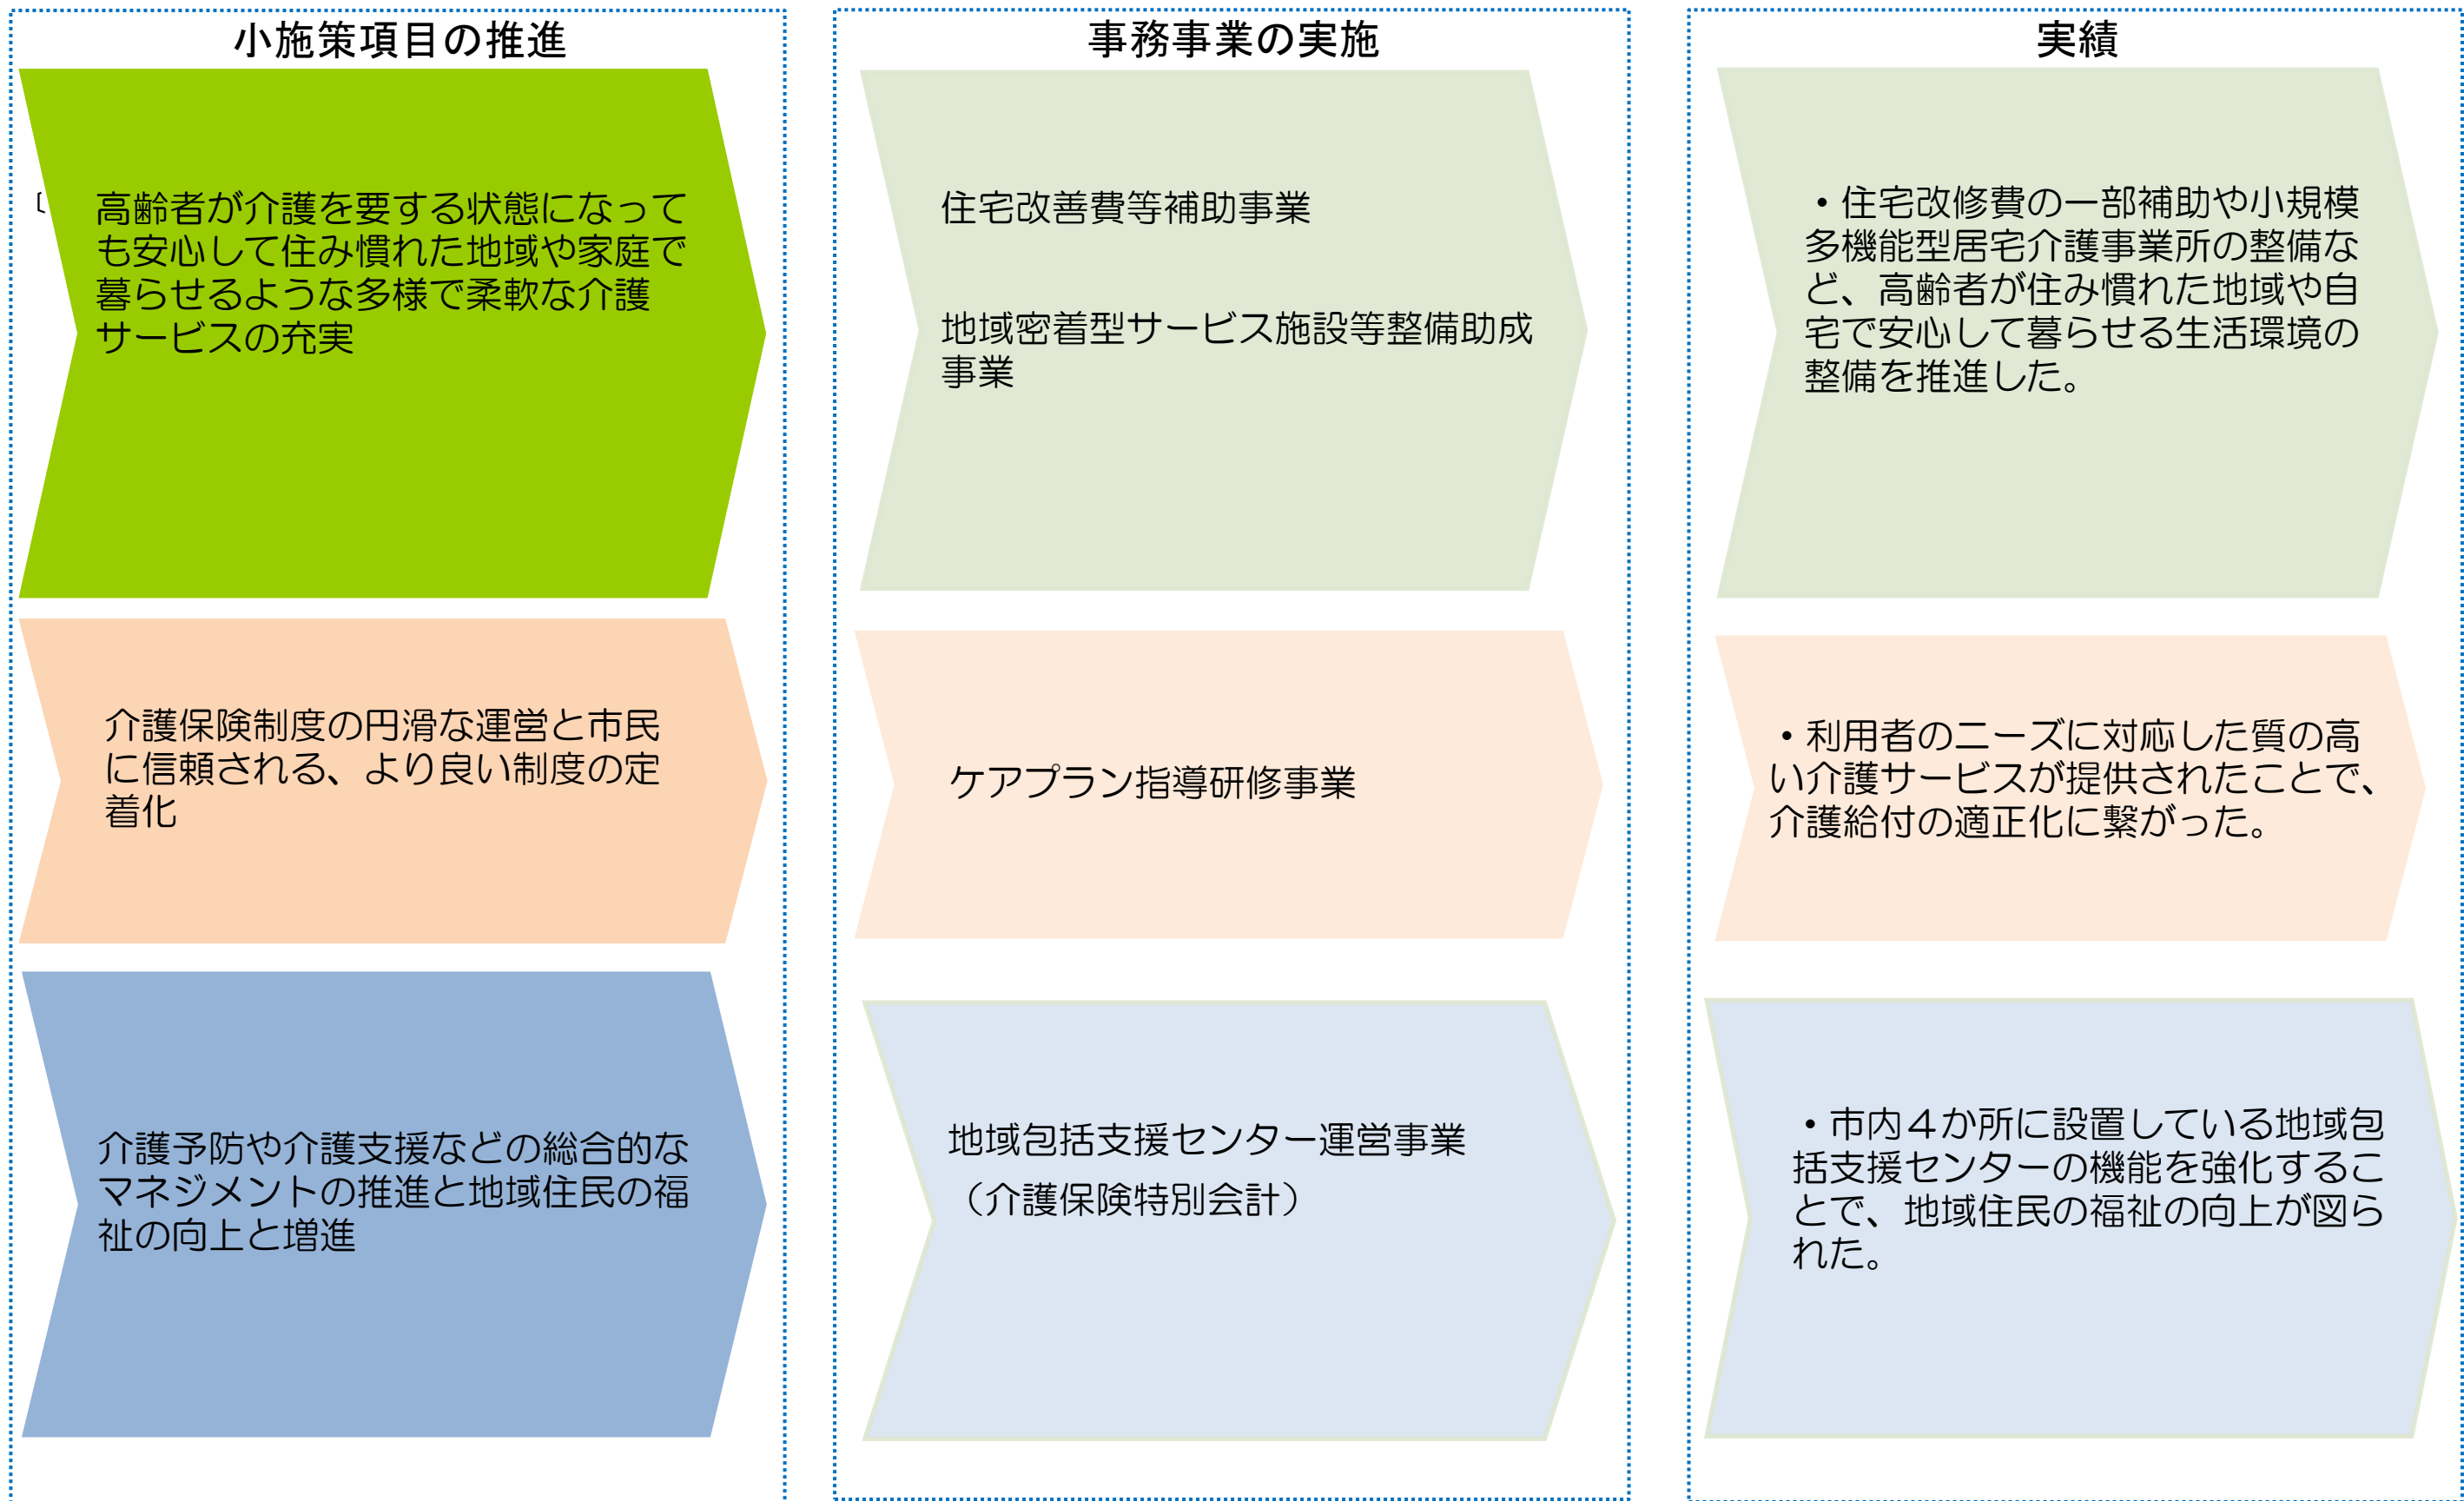 小施策項目の推進
〔
高齢者が介護を要する状態になって
も安心して住み慣れた地域や家庭で
暮らせるような多様で柔軟な介護
サービスの充実
介護保険制度の円滑な運営と市民
に信頼される、より良い制度の定
着化
介護予防や介護支援などの総合的な
マネジメントの推進と地域住民の福
祉の向上と増進
事務事業の実施
住宅改善費等補助事業
地域密着型サービス施設等整備助成
事業
ケアプラン指導研修事業
地域包括支援センター運営事業
（介護保険特別会計）
実績
・住宅改修費の一部補助や小規模
多機能型居宅介護事業所の整備な
ど、高齢者が住み慣れた地域や自
宅で安心して暮らせる生活環境の
整備を推進した。
・利用者のニーズに対応した質の高
い介護サービスが提供されたことで、
介護給付の適正化に繋がった。
・市内４か所に設置している地域包
括支援センターの機能を強化するこ
とで、地域住民の福祉の向上が図ら
れた。